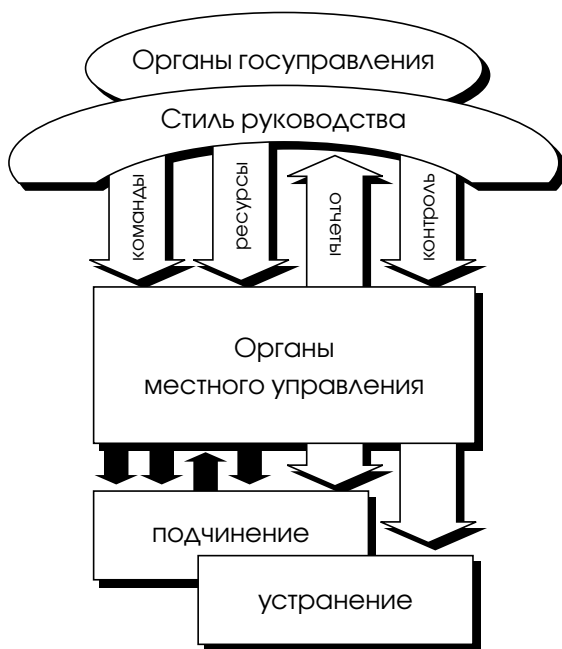 Органы госуправления
Стиль руководства
команды
ресурсы
отчеты
контроль
Органы
местного управления
подчинение
устранение